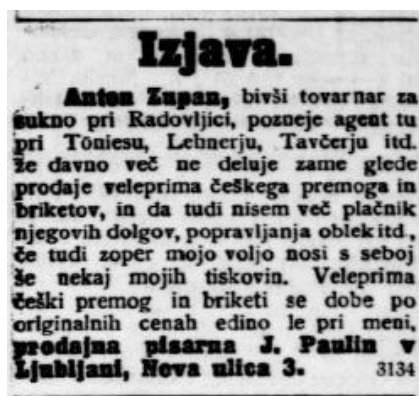 Izjava.
Anton Zupan, bivši tovarnar za
sukno pri Radovljici, pozneje agent tu
pri Töniesu, Lehnerju, Tavčerju itd.
že davno več ne deluje zame glede
prodaje veleprima češkega premoga in
briketov, in da tudi nisem več plačnik
njegovih dolgov, popravljanja oblek itd.,
če tudi zoper mojo voljo nosi s seboj
še nekaj mojih tiskovin. Veleprima
češki premog in briketi se dobe po
originalnih cenah edino le pri meni,
prodajna pisarna J. Paulin v
Ljubljani, Nova ulica 3. 3134